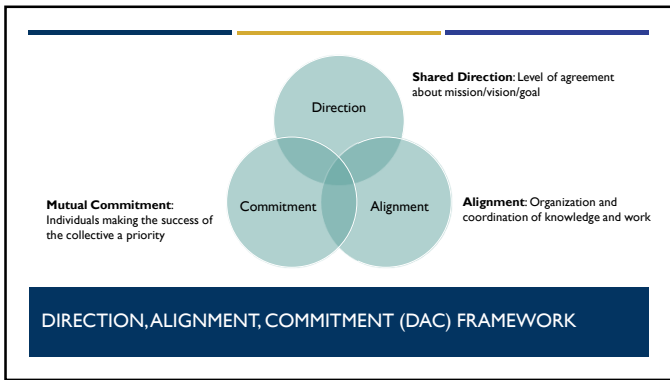 Shared Direction: Level of agreement
about mission/vision/goal
Direction
Mutual Commitment:
Individuals making the success of
the collective a priority
Commitment
Alignment
Alignment: Organization and
coordination of knowledge and work
DIRECTION, ALIGNMENT, COMMITMENT (DAC) FRAMEWORK